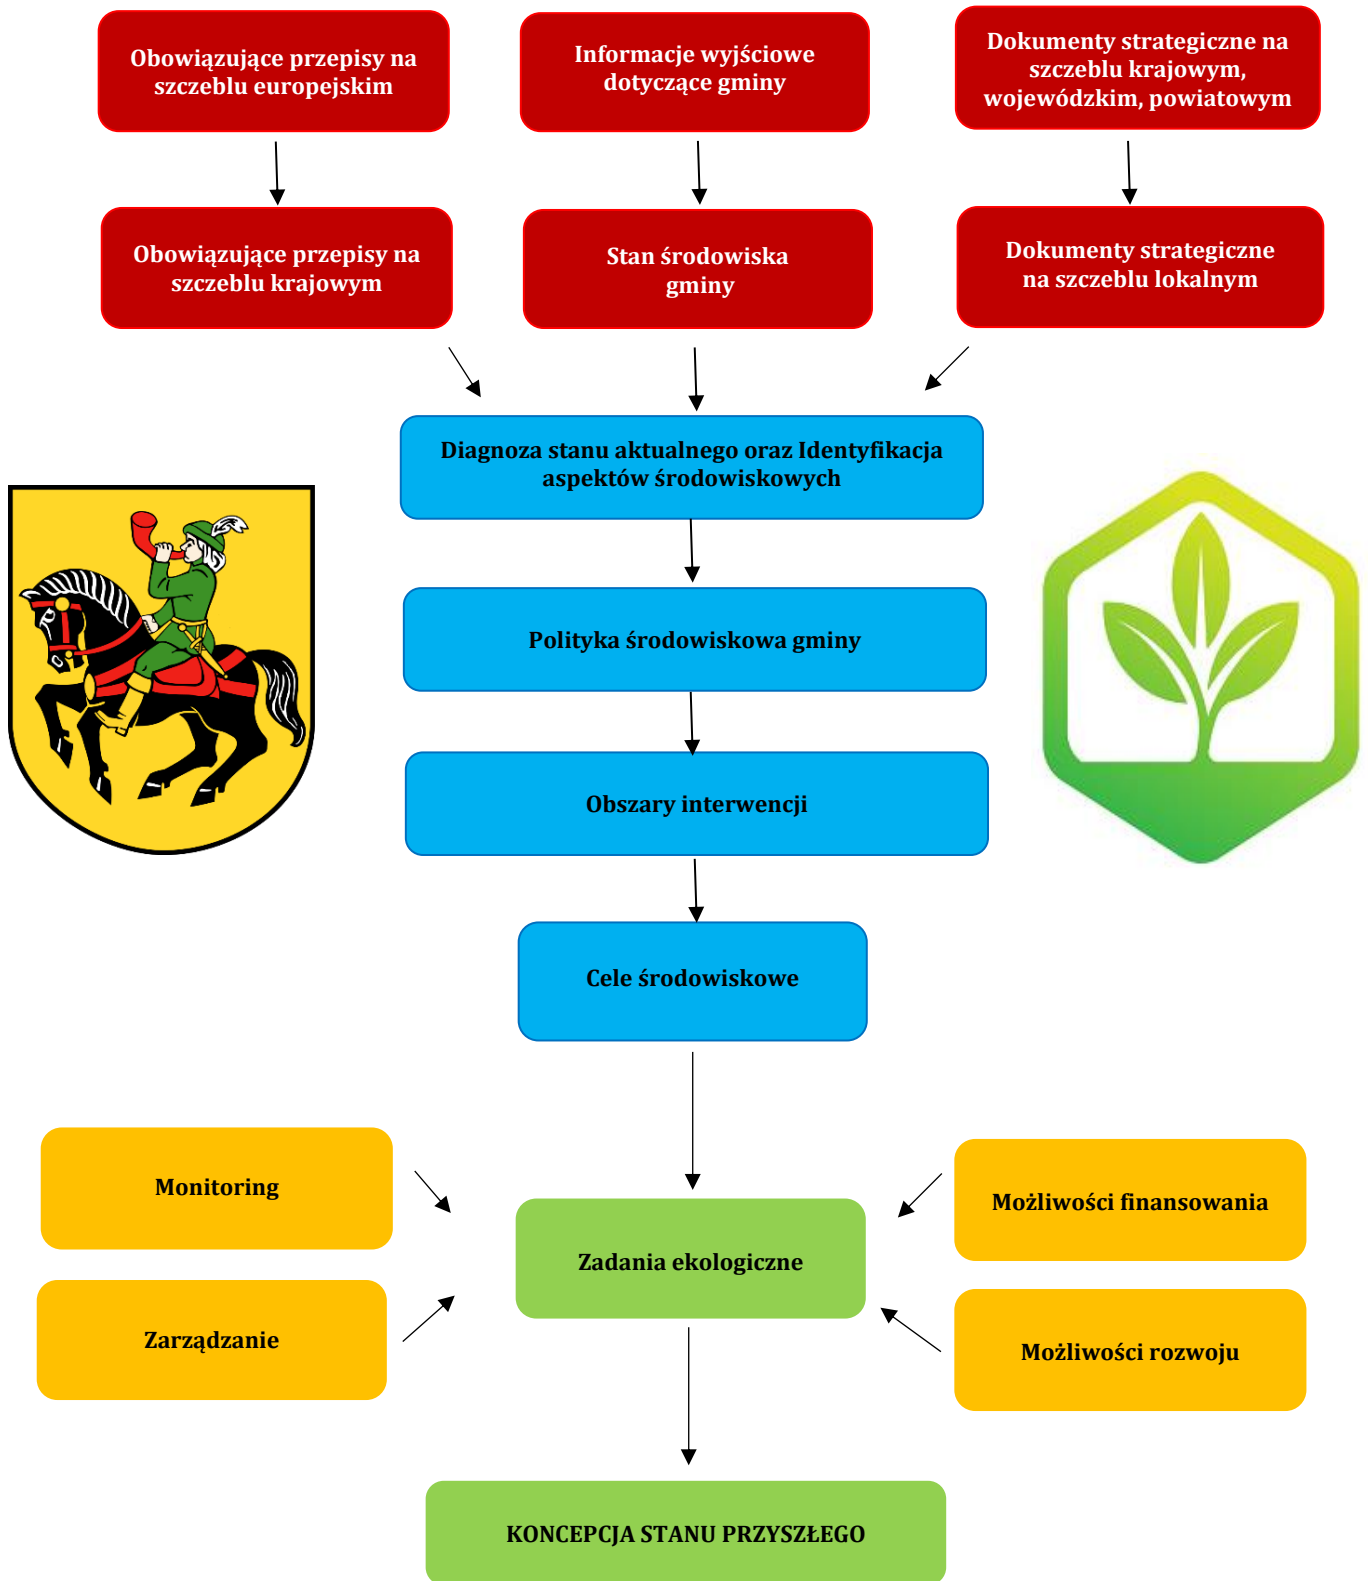 Obowiązujące przepisy na
szczeblu europejskim
Informacje wyjściowe
dotyczące gminy
Dokumenty strategiczne na
szczeblu krajowym,
wojewódzkim, powiatowym
Obowiązujące przepisy na
szczeblu krajowym
Stan środowiska
gminy
Dokumenty strategiczne
na szczeblu lokalnym
Diagnoza stanu aktualnego oraz Identyfikacja
aspektów środowiskowych
Polityka środowiskowa gminy
Obszary interwencji
Cele środowiskowe
Monitoring
Możliwości finansowania
Zadania ekologiczne
Zarządzanie
Możliwości rozwoju
KONCEPCJA STANU PRZYSZŁEGO